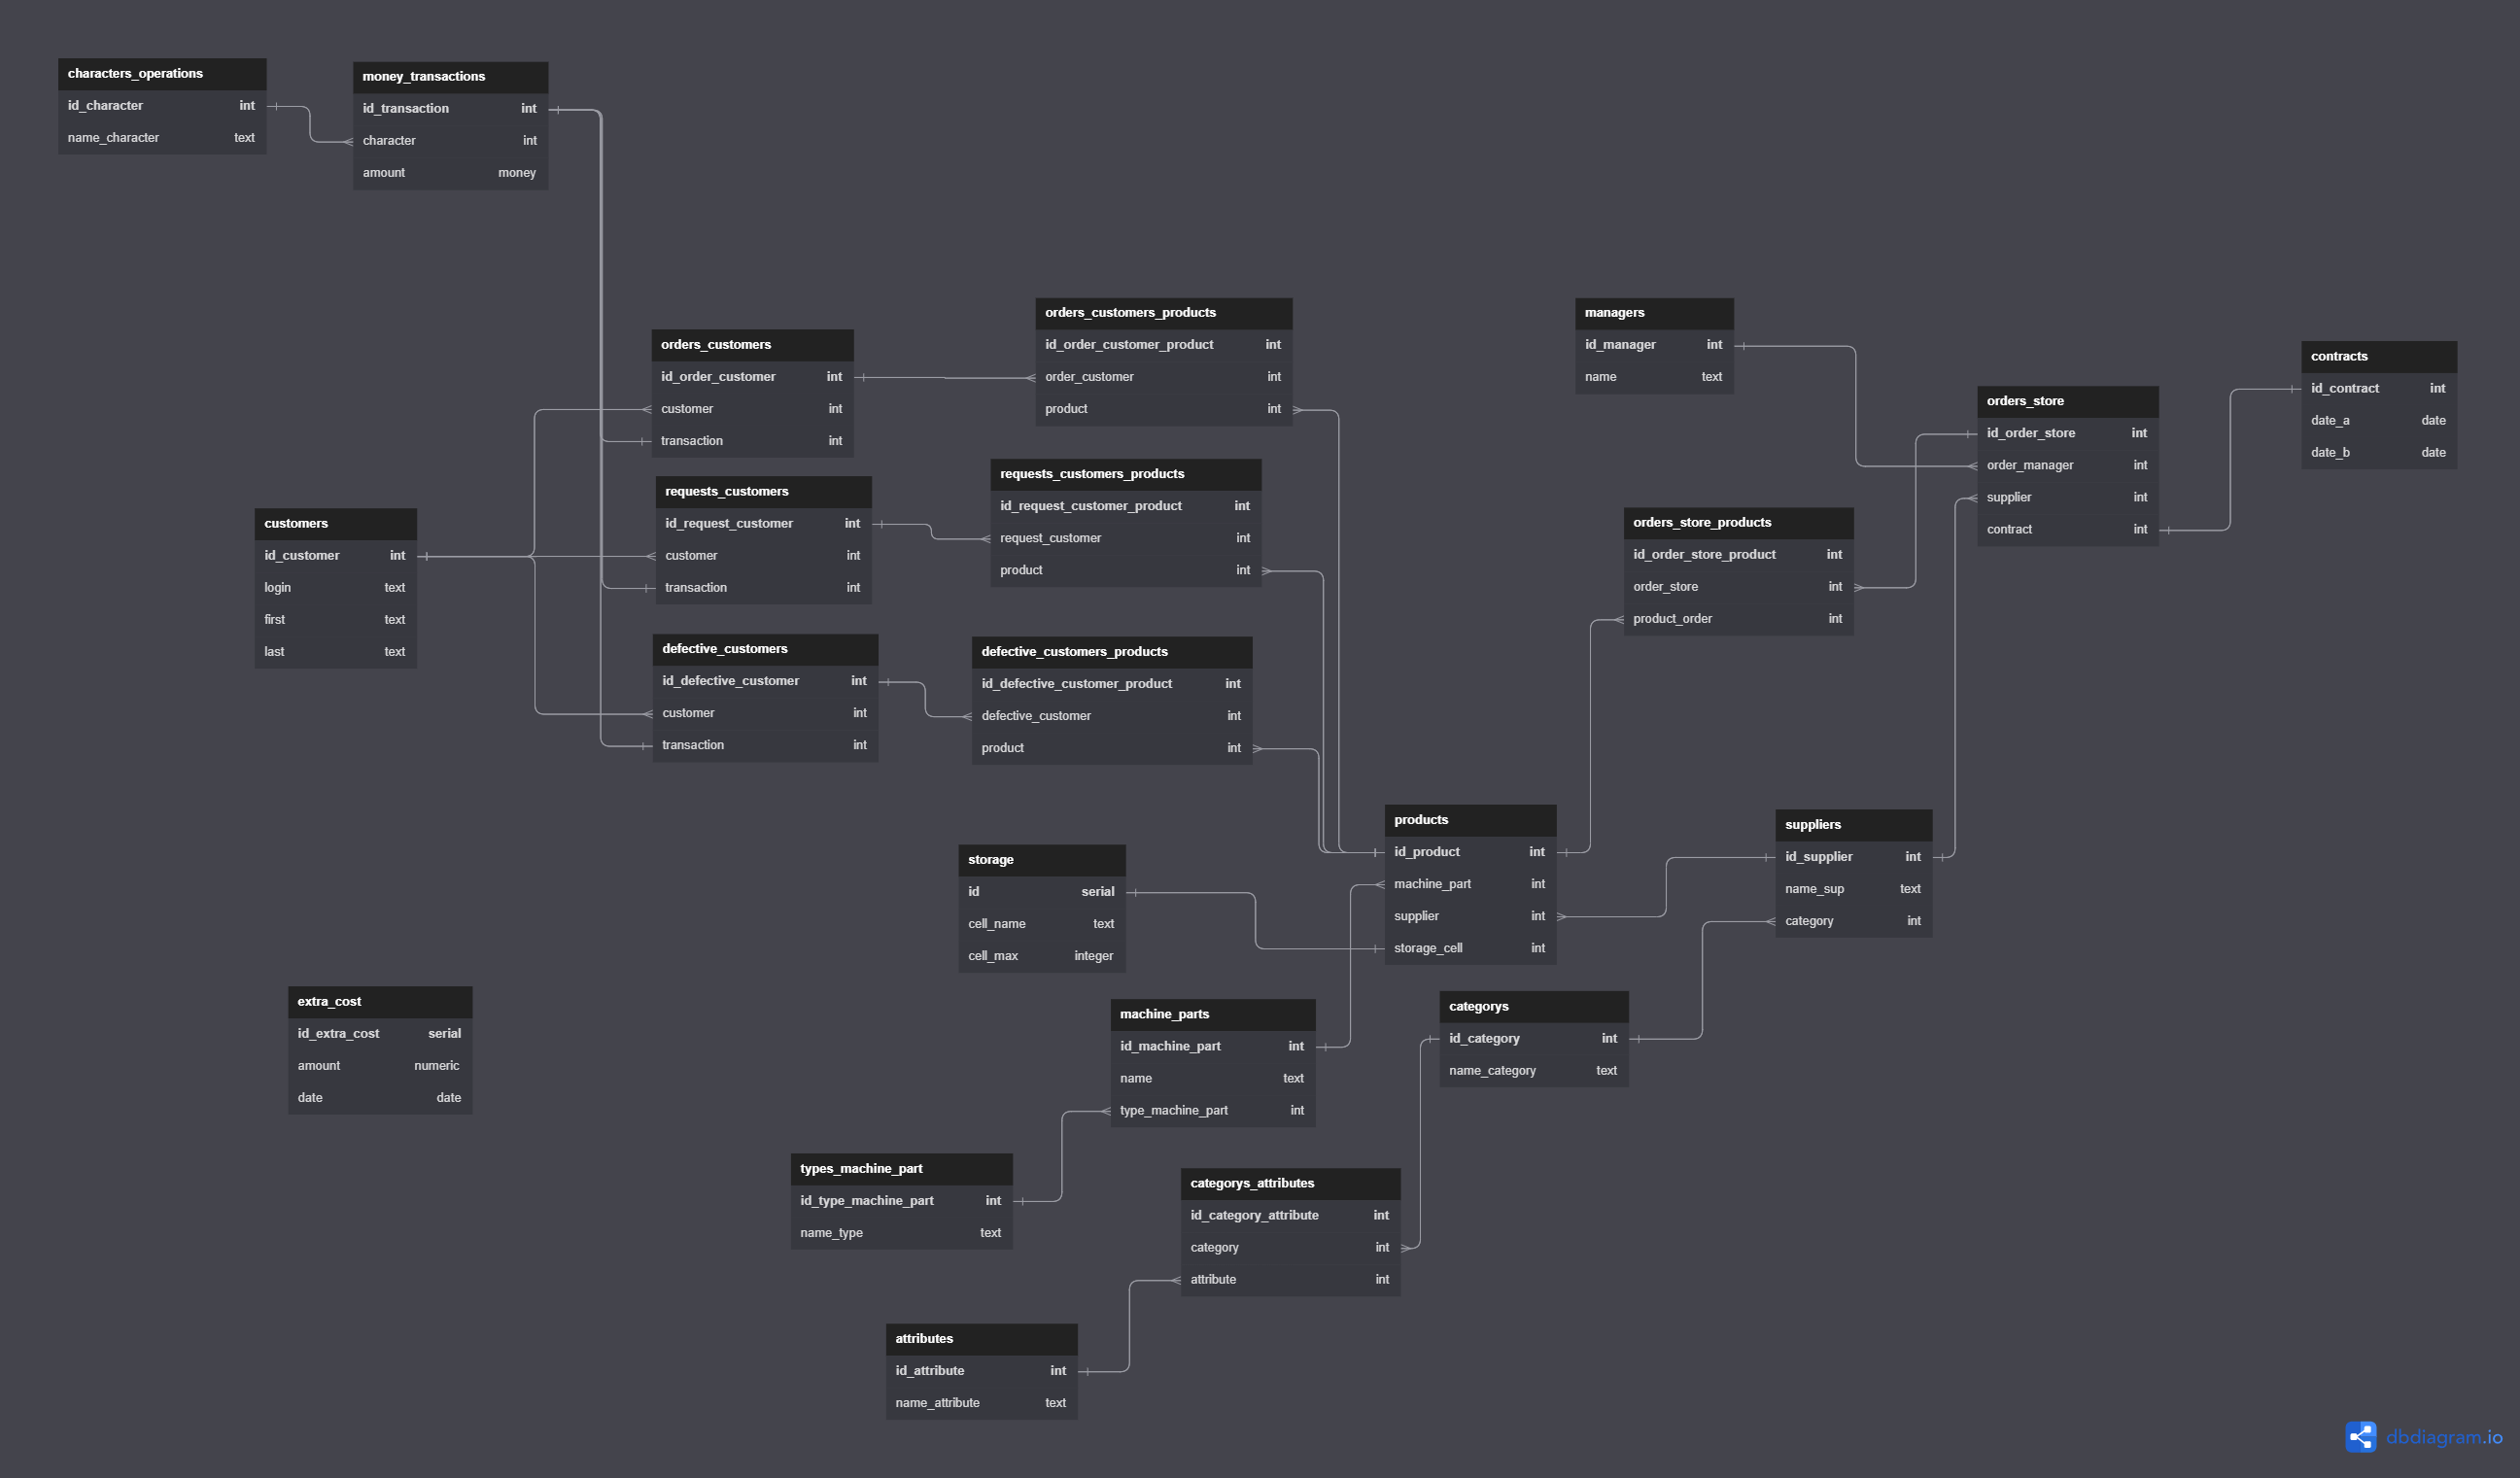 characters_operations
id_character int
name_character text
money_transactions
id_transaction int
character int
amount money
orders_customers_products
id_order_customer_product int
order_customer int
product int
managers
id_manager int
name text
orders_customers
id_order_customer int
customer int
transaction int
contracts
id_contract int
date_a date
date_b date
orders_store
id_order_store int
order_manager int
supplier int
contract int
requests_customers_products
id_request_customer_product int
request_customer int
product int
requests_customers
id_request_customer int
customer int
transaction int
customers
id_customer int
login text
first text
last text
orders_store_products
id_order_store_product int
order_store int
product_order int
defective_customers
id_defective_customer int
customer int
transaction int
defective_customers_products
id_defective_customer_product int
defective_customer int
product int
products
id_product int
machine_part int
supplier int
storage_cell int
suppliers
id_supplier int
name_sup text
category int
storage
id serial
cell_name text
cell_max integer
extra_cost
id_extra_cost serial
amount numeric
date date
machine_parts
id_machine_part int
name text
type_machine_part int
categorys
id_category int
name_category text
types_machine_part
id_type_machine_part int
name_type text
categorys_attributes
id_category_attribute int
category int
attribute int
attributes
id_attribute int
name_attribute text
dbdiagram.io